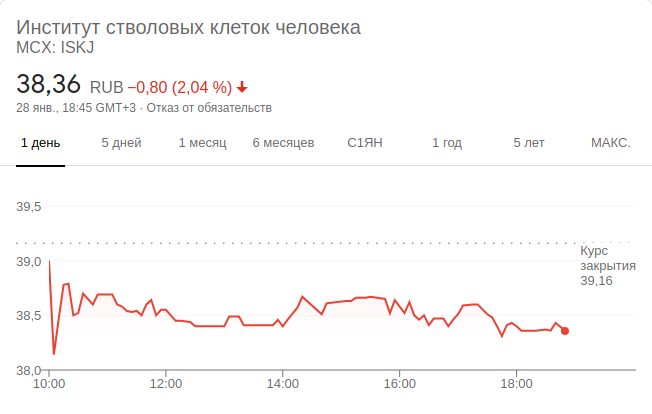 Институт стволовых клеток человека
MCX: ISKJ
38,36 RUB −0,80 (2,04 %)
28 янв., 18:45 GMT+3 · Отказ от обязательств
1 день 5 дней 1 месяц 6 месяцев С1ЯН 1 год 5 лет МАКС.
39,5
Курс
закрытия
39,16
39,0
38,5
38,0
10:00 12:00 14:00 16:00 18:00